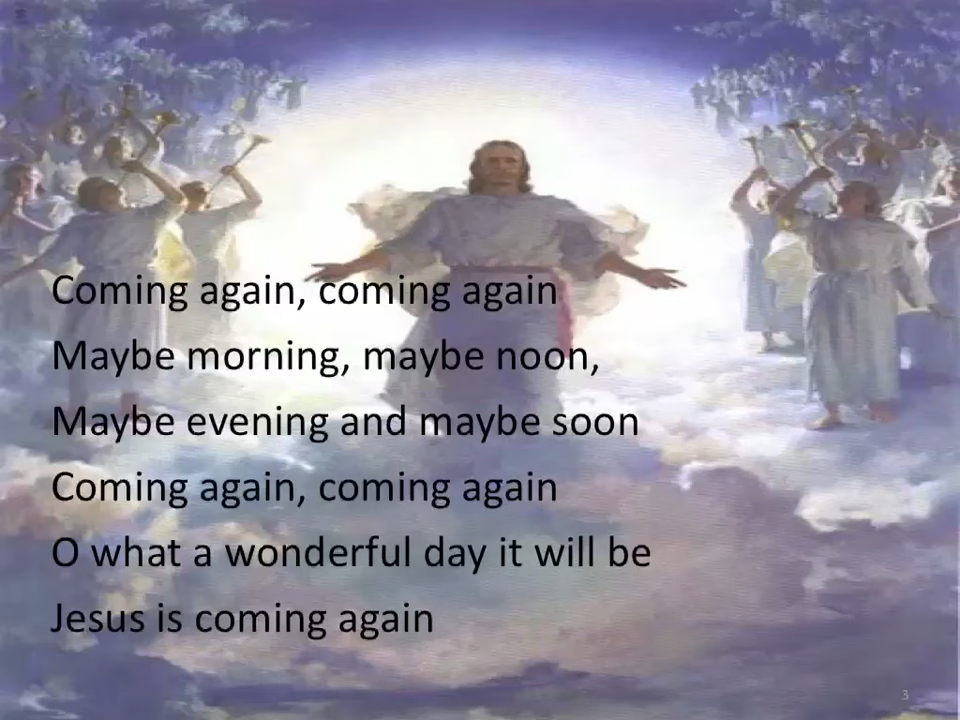 Coming again, coming again
Maybe morning, maybe noon,
Maybe evening and maybe soon
Coming again, coming again
O what a wonderful day it will be
Jesus is coming again
3